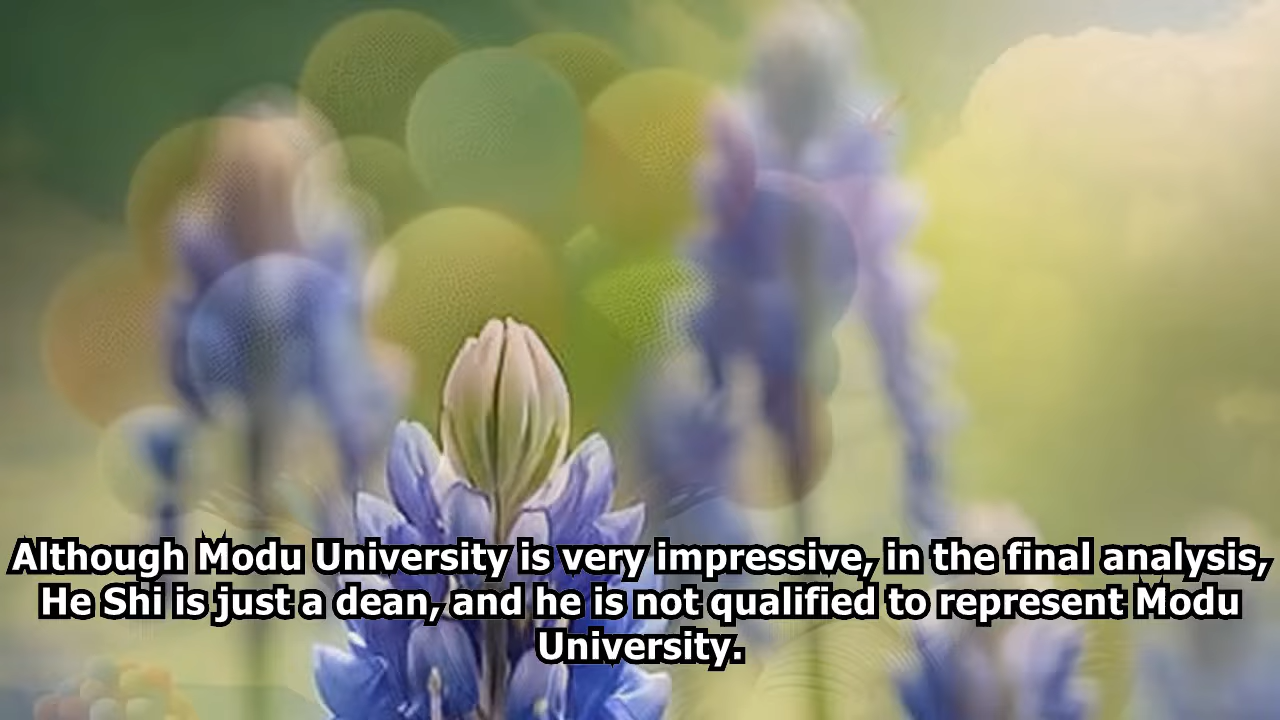 Although Modu University is very impressive, in the final analysis,
He Shi is just a dean, and he is not qualified to represent Modu
University.